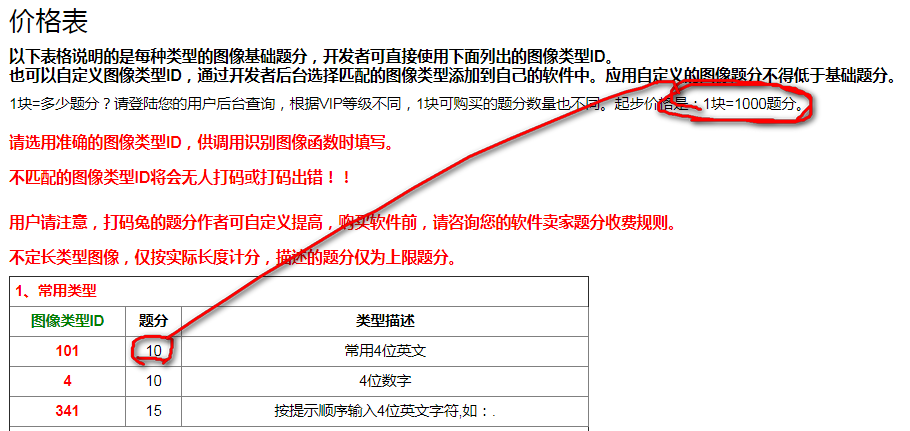 价格表
以下表格说明的是每种类型的图像基础题分，开发者可直接使用下面列出的图像类型ID。
也可以自定义图像类型ID，通过开发者后台选择匹配的图像类型添加到自己的软件中。应用自定义的图像题分不得低于基础题分。
1块=多少题分？请登陆您的用户后台查询，根据VIP等级不同，1块可购买的题分数量也不同。起步价格是：1块=1000题分。
请选用准确的图像类型ID，供调用识别图像函数时填写。
不匹配的图像类型ID将会无人打码或打码出错！！
用户请注意，打码兔的题分作者可自定义提高，购买软件前，请咨询您的软件卖家题分收费规则。
不定长类型图像，仅按实际长度计分，描述的题分仅为上限题分。
1、常用类型
图像类型ID 题分 类型描述
101 10 常用4位英文
4 10 4位数字
341 15 按提示顺序输入4位英文字符,如：.